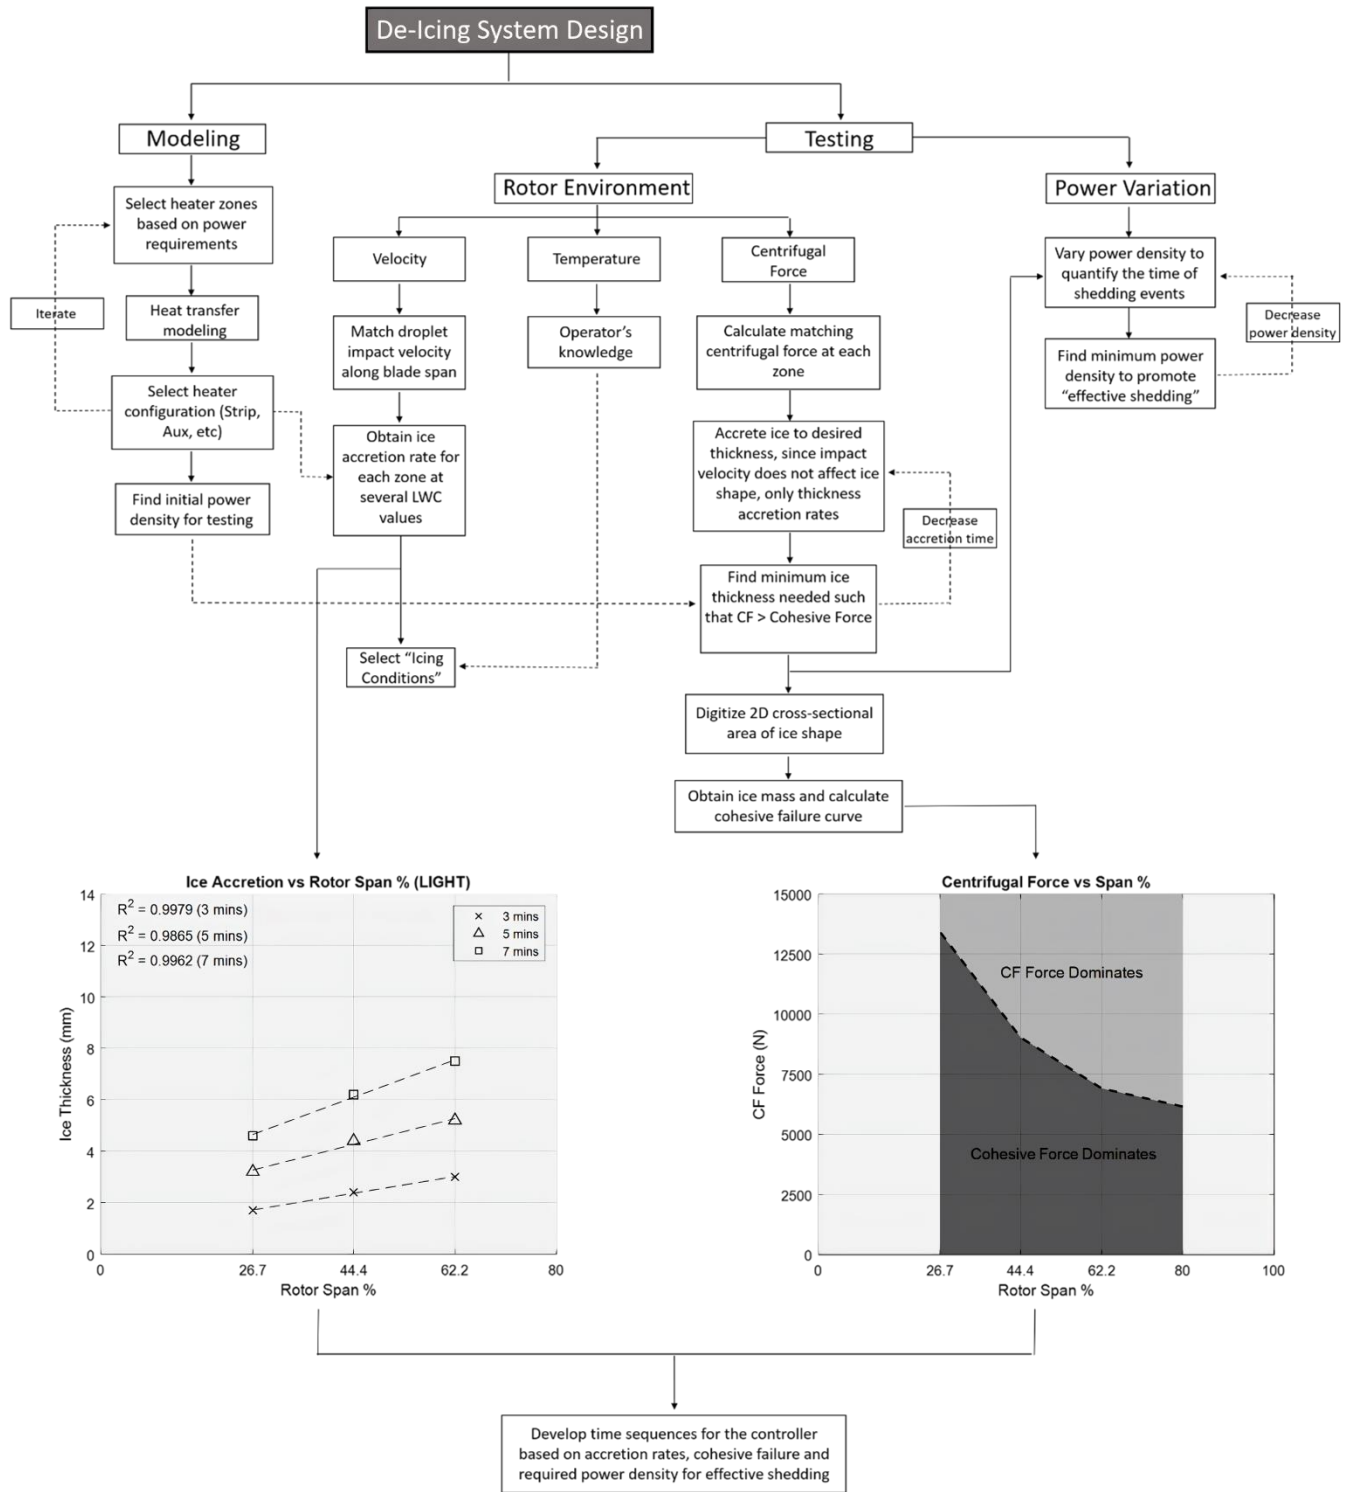 De-Icing System Design
Modeling
Testing
Rotor Environment
Power Variation
Select heater zones
based on power
requirements
Iterate
Heat transfer
modeling
Select heater
configuration (Strip,
Aux, etc)
Find initial power
density for testing
Velocity
Match droplet
impact velocity
along blade span
Obtain ice
accretion rate for
each zone at
several LWC
values
Select “Icing
Conditions”
Temperature
Operator’s
knowledge
Centrifugal
Force
Calculate matching
centrifugal force at each
zone
Accrete ice to desired
thickness, since impact
velocity does not affect ice
shape, only thickness
accretion rates
Decrease
accretion time
Find minimum ice
thickness needed such
that CF > Cohesive Force
Digitize 2D cross-sectional
area of ice shape
Obtain ice mass and calculate
cohesive failure curve
Vary power density to
quantify the time of
shedding events
Decrease
power density
Find minimum power
density to promote
“effective shedding”
Ice Accretion vs Rotor Span % (LIGHT)
R2 = 0.9979 (3 mins)
R2 = 0.9865 (5 mins)
R2 = 0.9962 (7 mins)
3 mins
5 mins
7 mins
14
12
10
8
6
4
2
0
Ice Thickness (mm)
0 26.7 44.4 62.2 80
Rotor Span %
Centrifugal Force vs Span %
15000
12500
10000
7500
5000
2500
0
CF Force (N)
CF Force Dominates
Cohesive Force Dominates
0 26.7 44.4 62.2 80 100
Rotor Span %
Develop time sequences for the controller
based on accretion rates, cohesive failure and
required power density for effective shedding